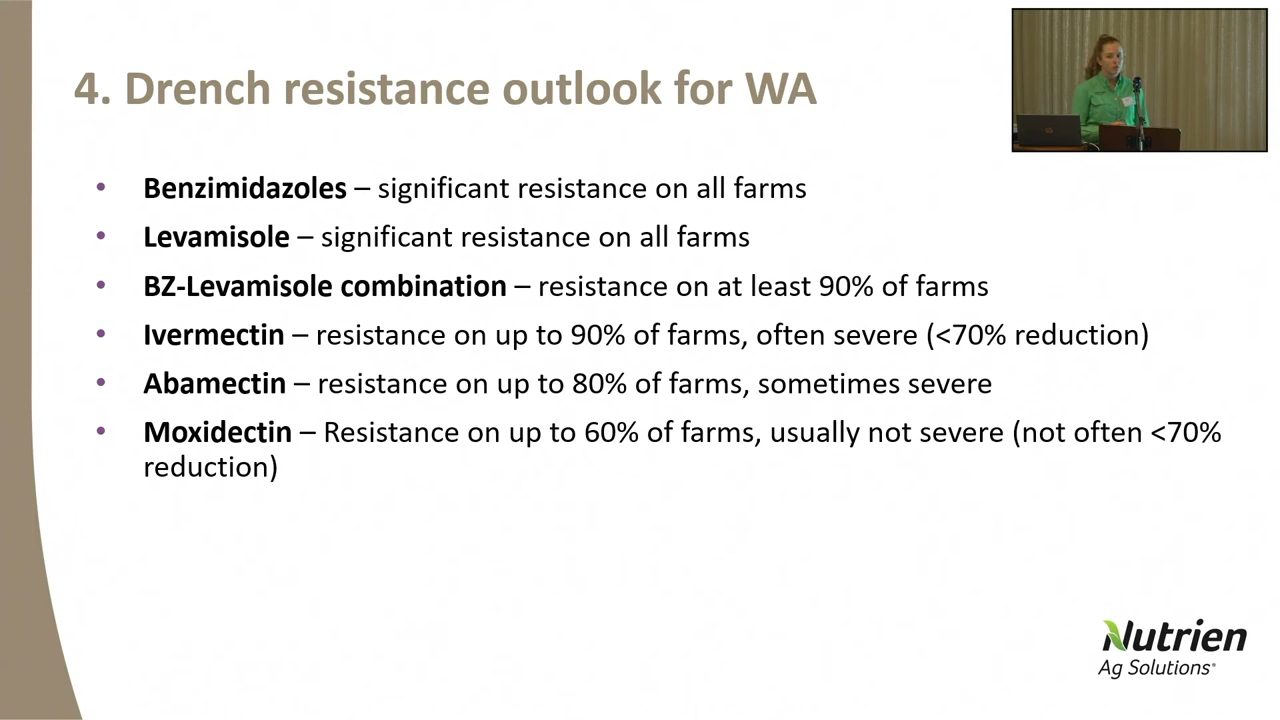 4. Drench resistance outlook for WA
• Benzimidazoles – significant resistance on all farms
• Levamisole – significant resistance on all farms
• BZ-Levamisole combination – resistance on at least 90% of farms
• Ivermectin – resistance on up to 90% of farms, often severe (<70% reduction)
• Abamectin – resistance on up to 80% of farms, sometimes severe
• Moxidectin – Resistance on up to 60% of farms, usually not severe (not often <70%
reduction)
Nutrien
Ag Solutions®